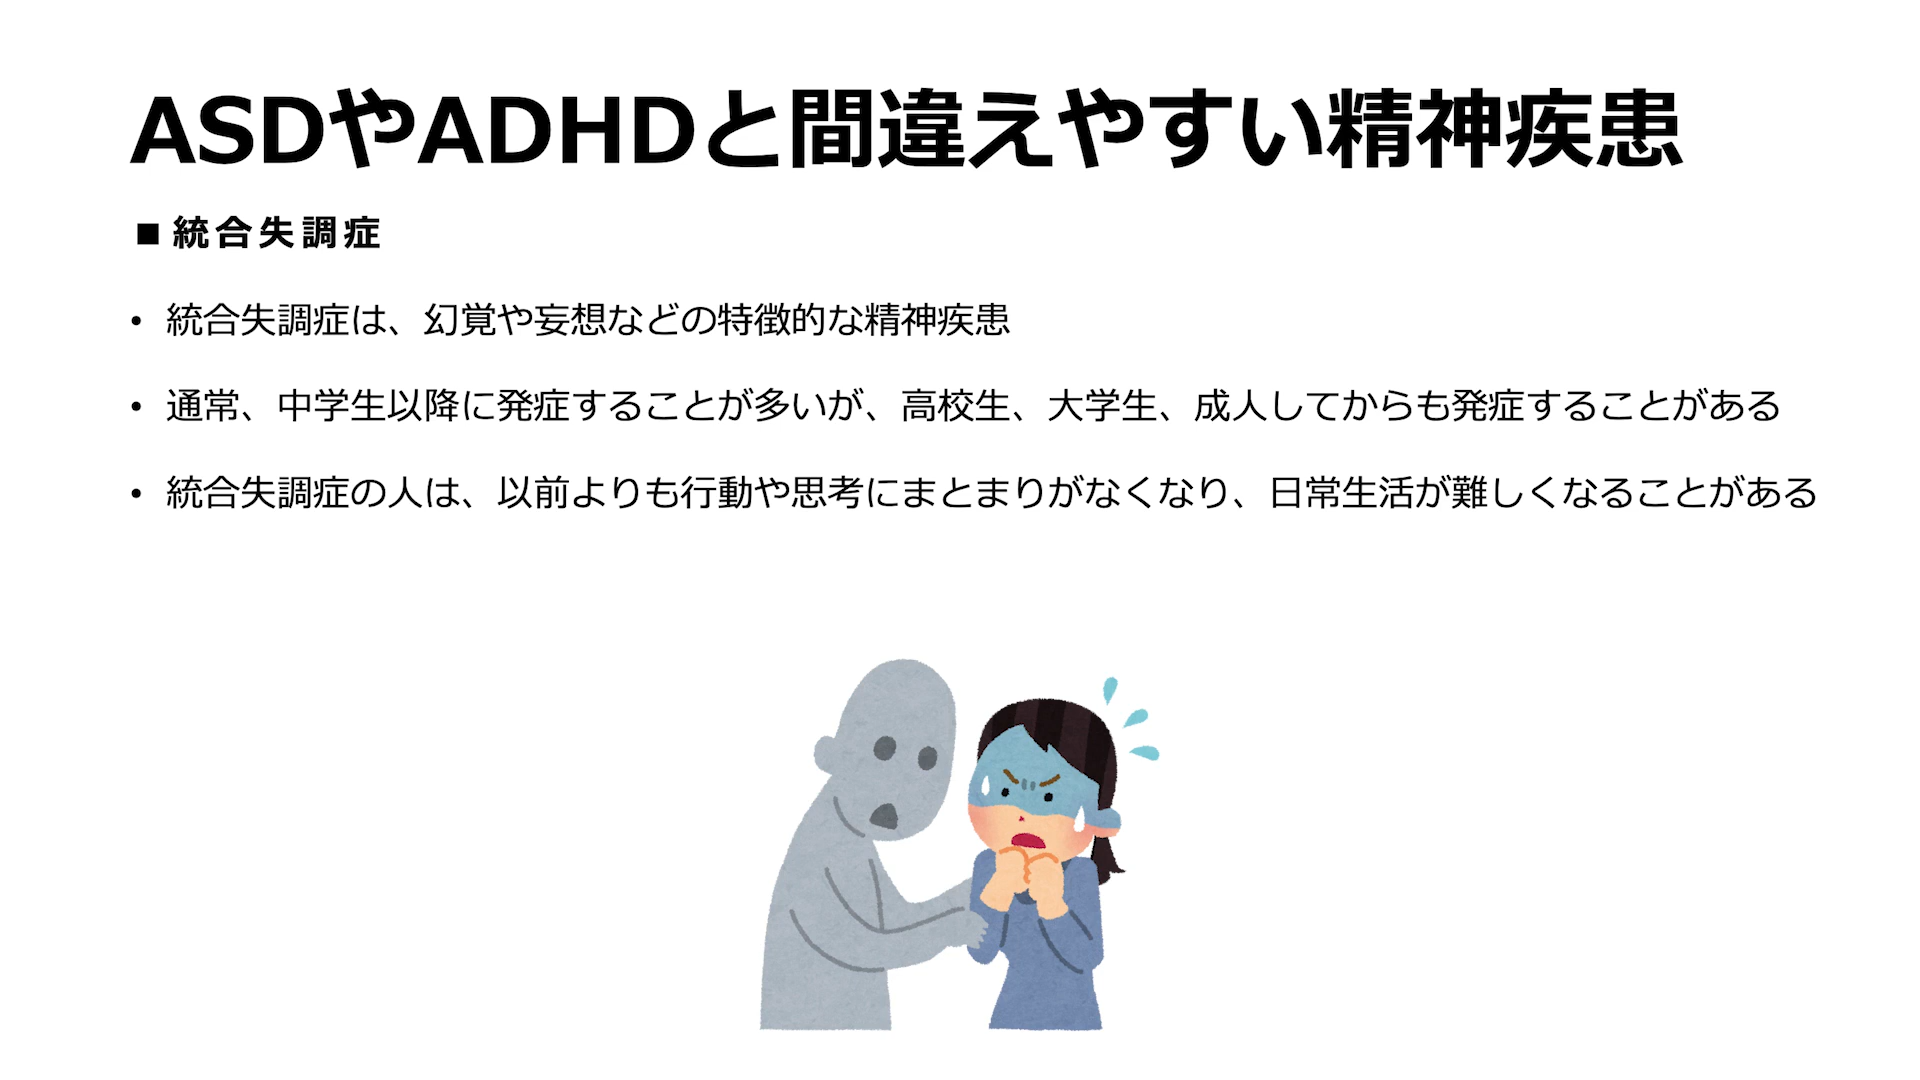 ASDやADHDと間違えやすい精神疾患
■統合失調症
• 統合失調症は、幻覚や妄想などの特徴的な精神疾患
• 通常、中学生以降に発症することが多いが、高校生、大学生、成人してからも発症することがある
• 統合失調症の人は、以前よりも行動や思考にまとまりがなくなり、日常生活が難しくなることがある